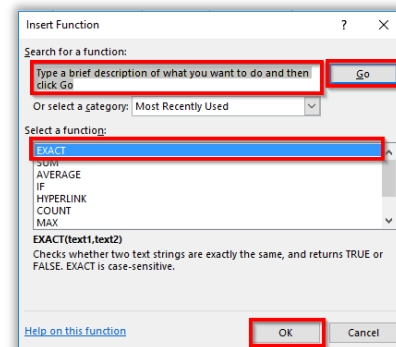 Insert Function ? ×
Search for a function:
Type a brief description of what you want to do and then
click Go
Go
Or select a category: Most Recently Used
Select a function:
EXACT
SUM
AVERAGE
IF
HYPERLINK
COUNT
MAX
EXACT(text1,text2)
Checks whether two text strings are exactly the same, and returns TRUE or
FALSE. EXACT is case-sensitive.
Help on this function
OK
Cancel